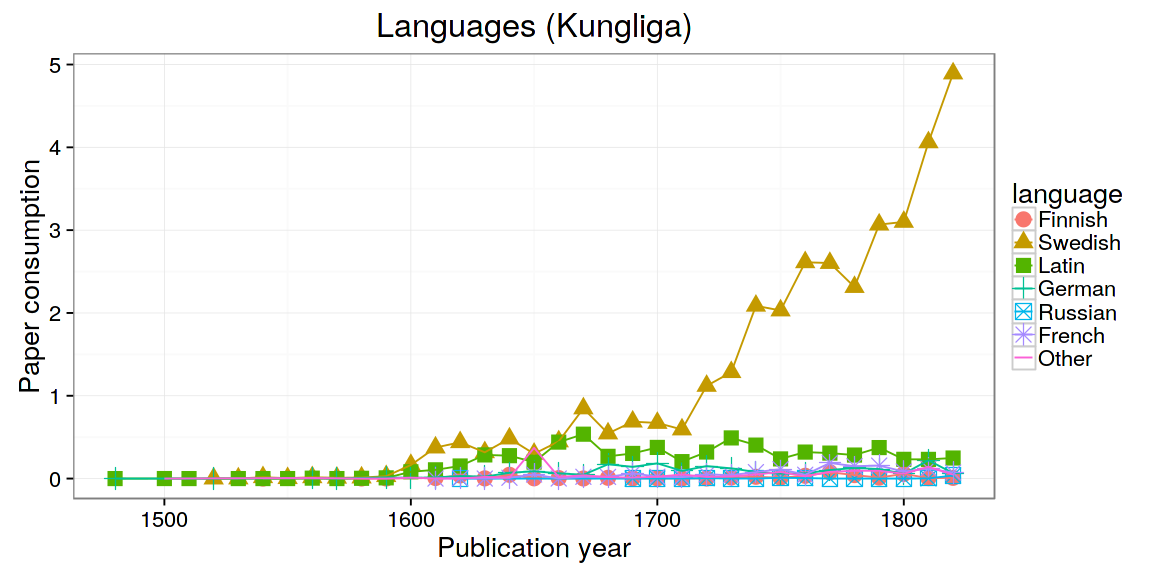 Languages (Kungliga)
5
4
3
2
1
0
Paper consumption
1500
1600
1700
1800
Publication year
language
Finnish
Swedish
Latin
German
Russian
French
Other